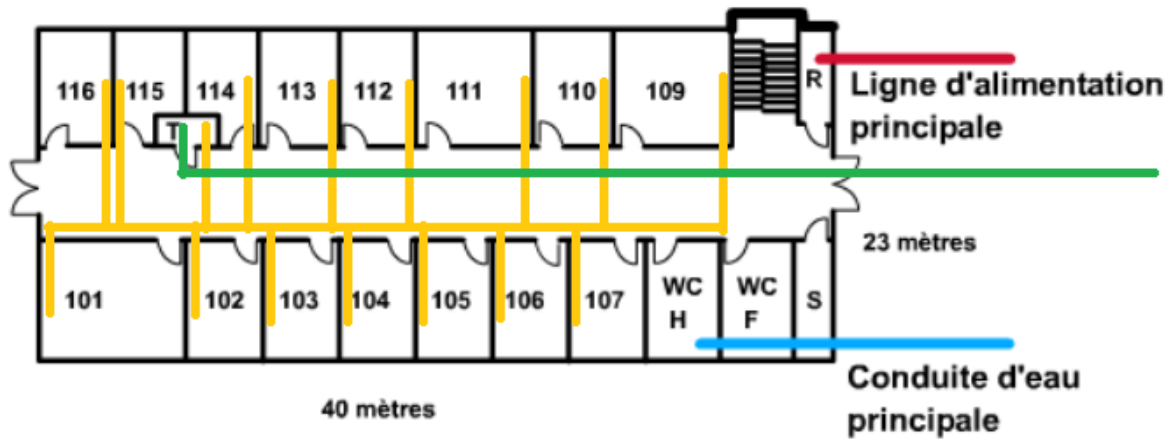 116 115 114 113 112 111 110 109 R
Ligne d'alimentation
principale
T
23 mètres
101 102 103 104 105 106 107 WC H WC F S
Conduite d'eau
principale
40 mètres